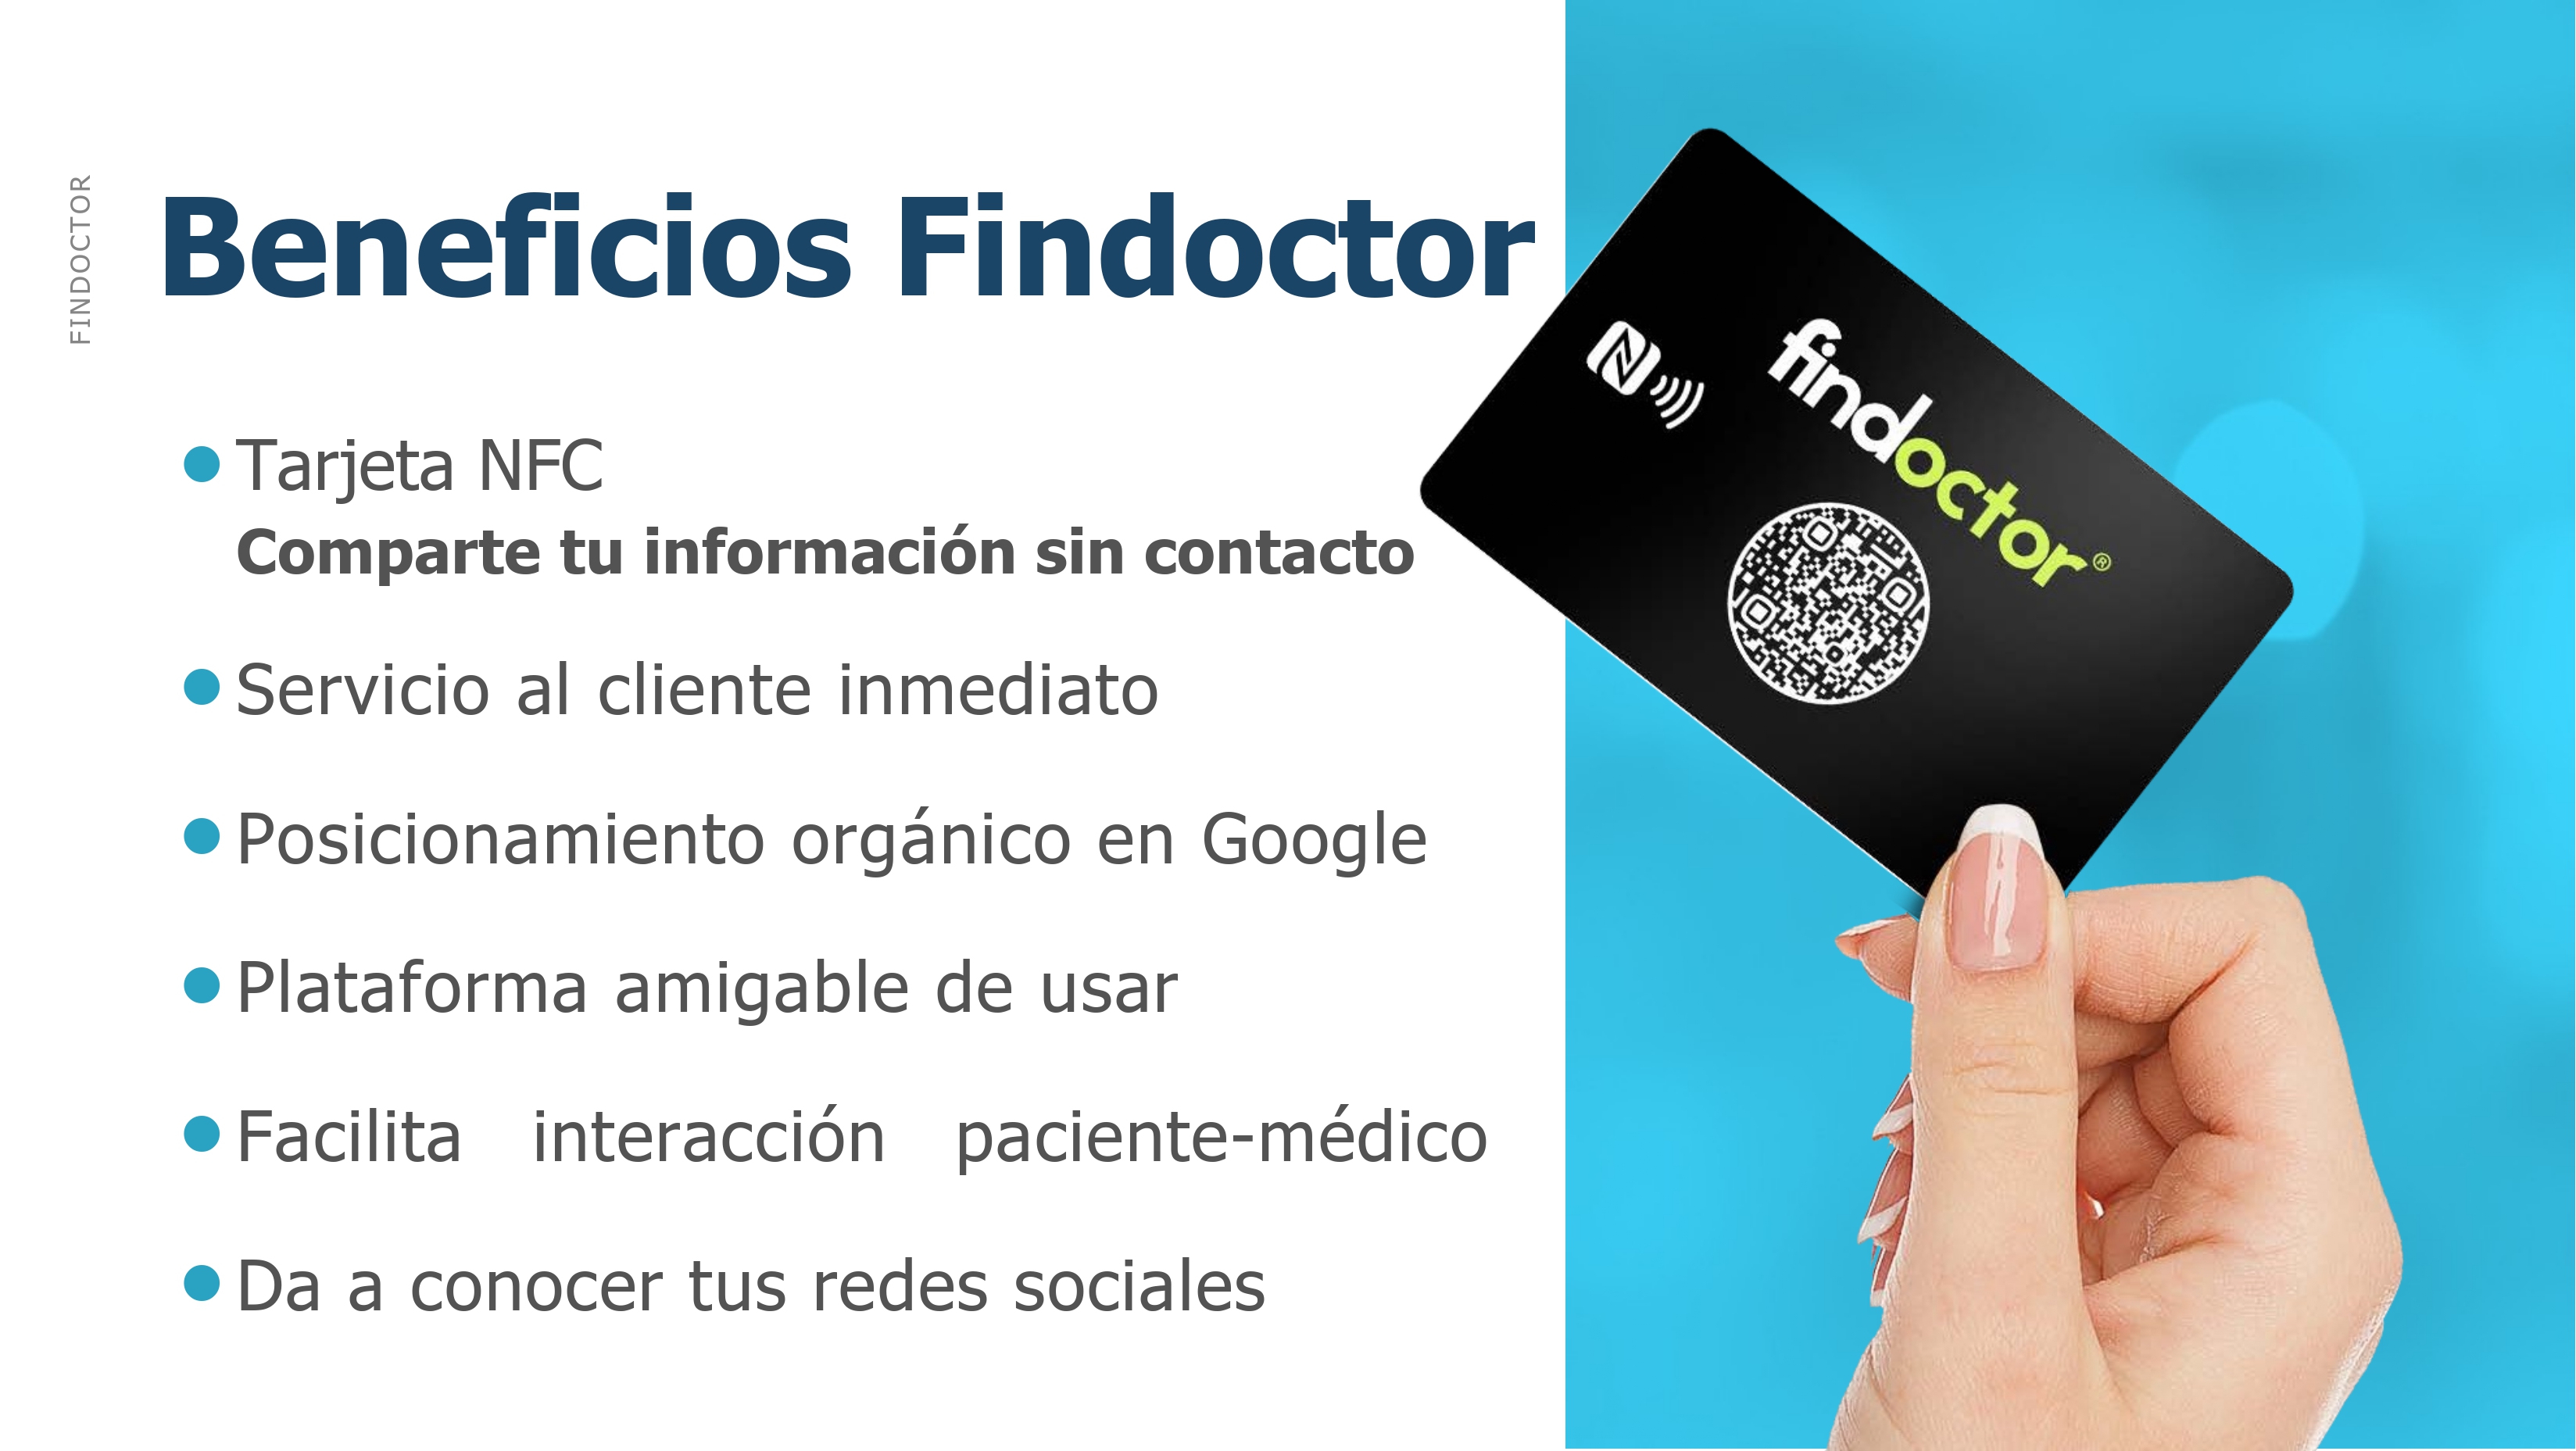 FINDOCTOR
Beneficios Findoctor
Tarjeta NFC
Comparte tu información sin contacto
Servicio al cliente inmediato
Posicionamiento orgánico en Google
Plataforma amigable de usar
Facilita interacción paciente-médico
Da a conocer tus redes sociales
findoctor®